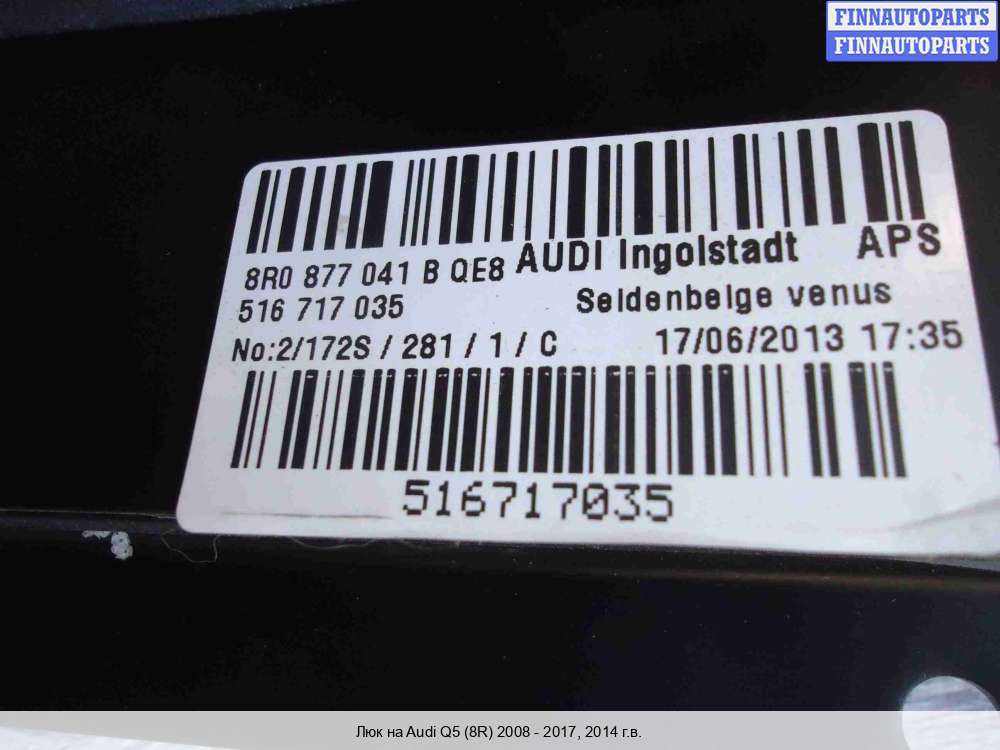 FINNAUTOPARTS
FINNAUTOPARTS
8R0 877 041 B QE8 AUDI Ingolstadt APS
516 717 035 Seidenbeige venus
No:2/172S / 281 / 1 / C 17/06/2013 17:35
516717035
Люк на Audi Q5 (8R) 2008 - 2017, 2014 г.в.